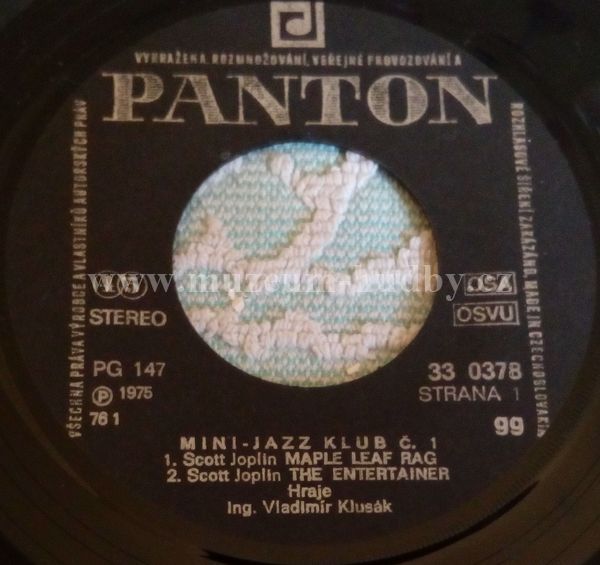 VYHRAŽENA ROZMNOŽOVÁNÍ, VEŘEJNÉ PROVOZOVÁNÍ A
PANTON
VŠECHNA PRÁVA VÝROBCE A VLASTNÍKŮ AUTORSKÝCH PRÁV
ROZHLASOVÉ ŠÍŘENÍ ZAKÁZÁNO. MADE IN CZECHOSLOVAKIA
www.muzeum-hudby.cz
STEREO
OSA
OSVU
PG 147
33 0378
Ⓟ 1975
STRANA 1
76 1
99
MINI-JAZZ KLUB Č. 1
1. Scott Joplin MAPLE LEAF RAG
2. Scott Joplin THE ENTERTAINER
Hraje
Ing. Vladimír Klusák